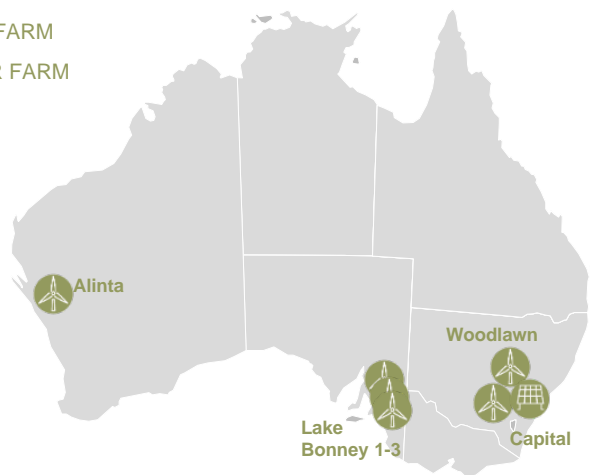 FARM
R FARM
Alinta
Woodlawn
Lake
Bonney 1-3
Capital